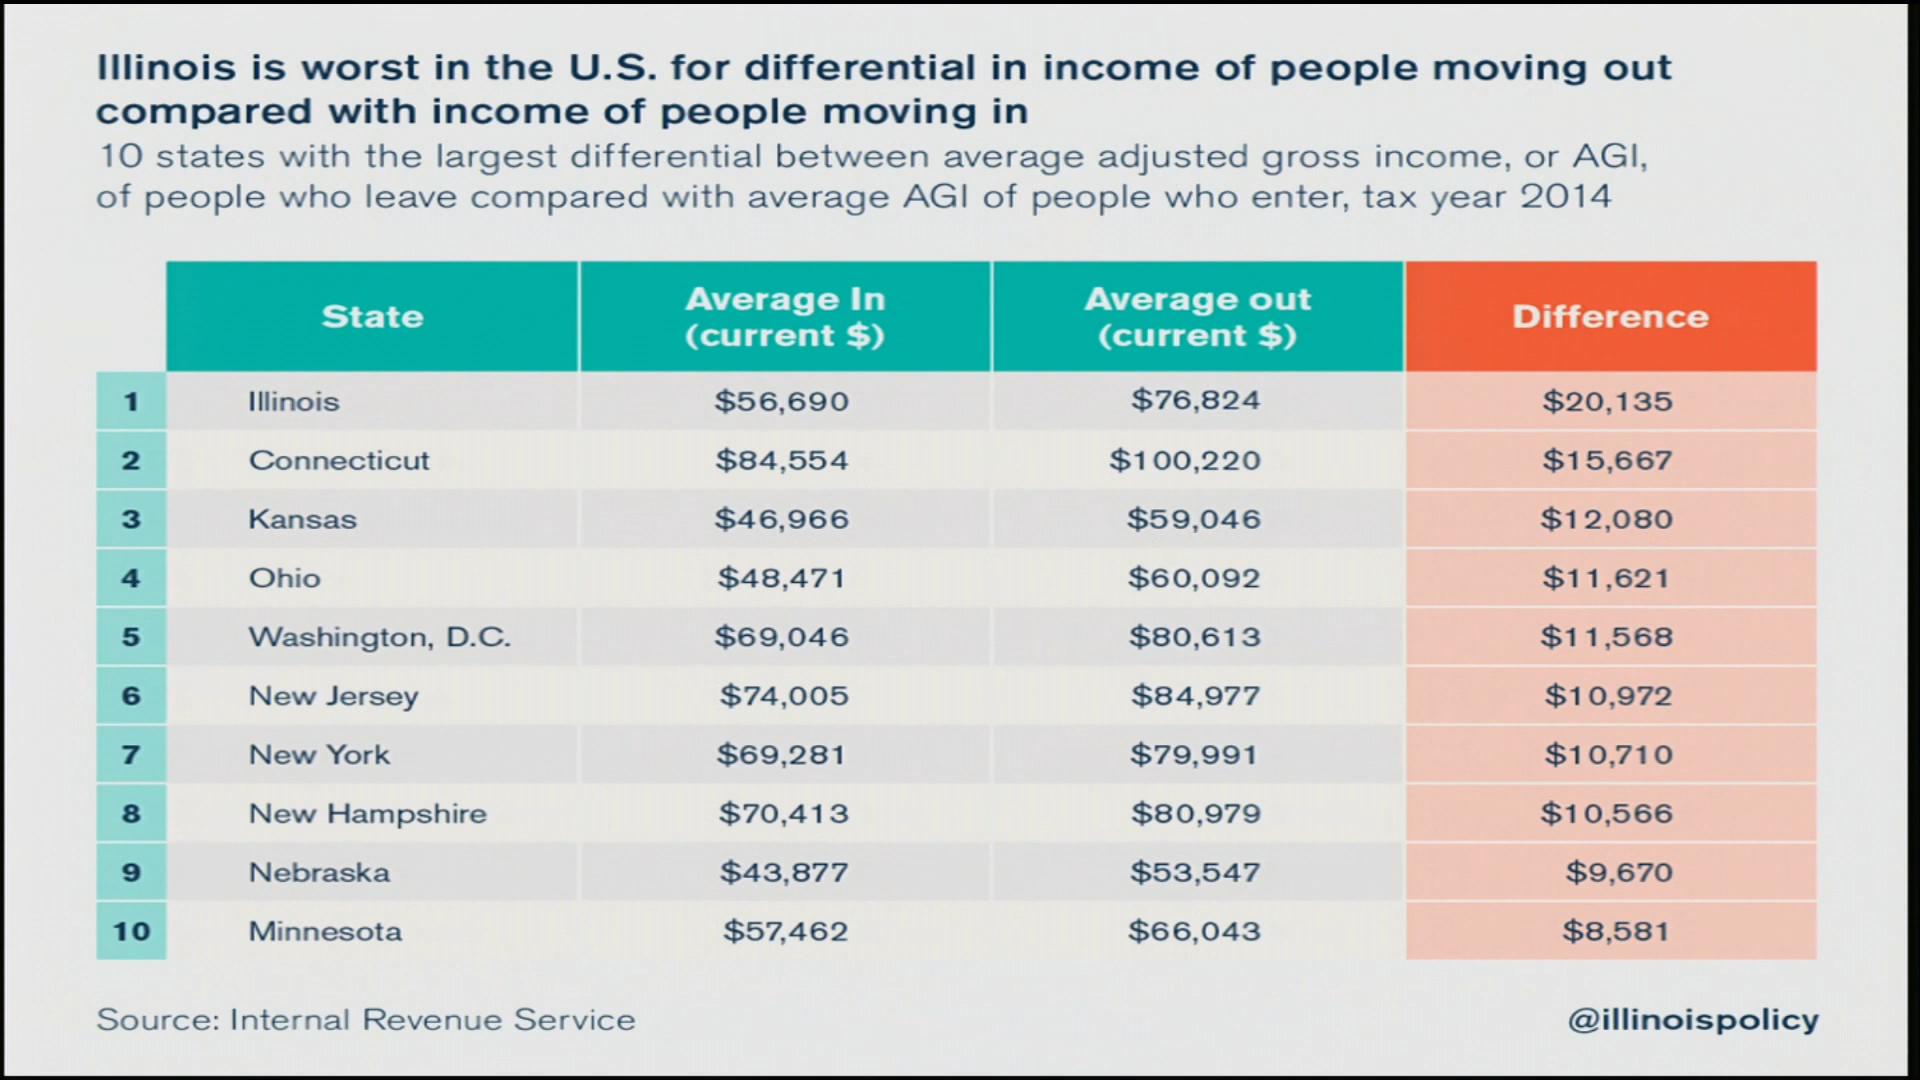 Illinois is worst in the U.S. for differential in income of people moving out
compared with income of people moving in
10 states with the largest differential between average adjusted gross income, or AGI,
of people who leave compared with average AGI of people who enter, tax year 2014
State Average In (current $) Average out (current $) Difference
1 Illinois $56,690 $76,824 $20,135
2 Connecticut $84,554 $100,220 $15,667
3 Kansas $46,966 $59,046 $12,080
4 Ohio $48,471 $60,092 $11,621
5 Washington, D.C. $69,046 $80,613 $11,568
6 New Jersey $74,005 $84,977 $10,972
7 New York $69,281 $79,991 $10,710
8 New Hampshire $70,413 $80,979 $10,566
9 Nebraska $43,877 $53,547 $9,670
10 Minnesota $57,462 $66,043 $8,581
Source: Internal Revenue Service @illinoispolicy